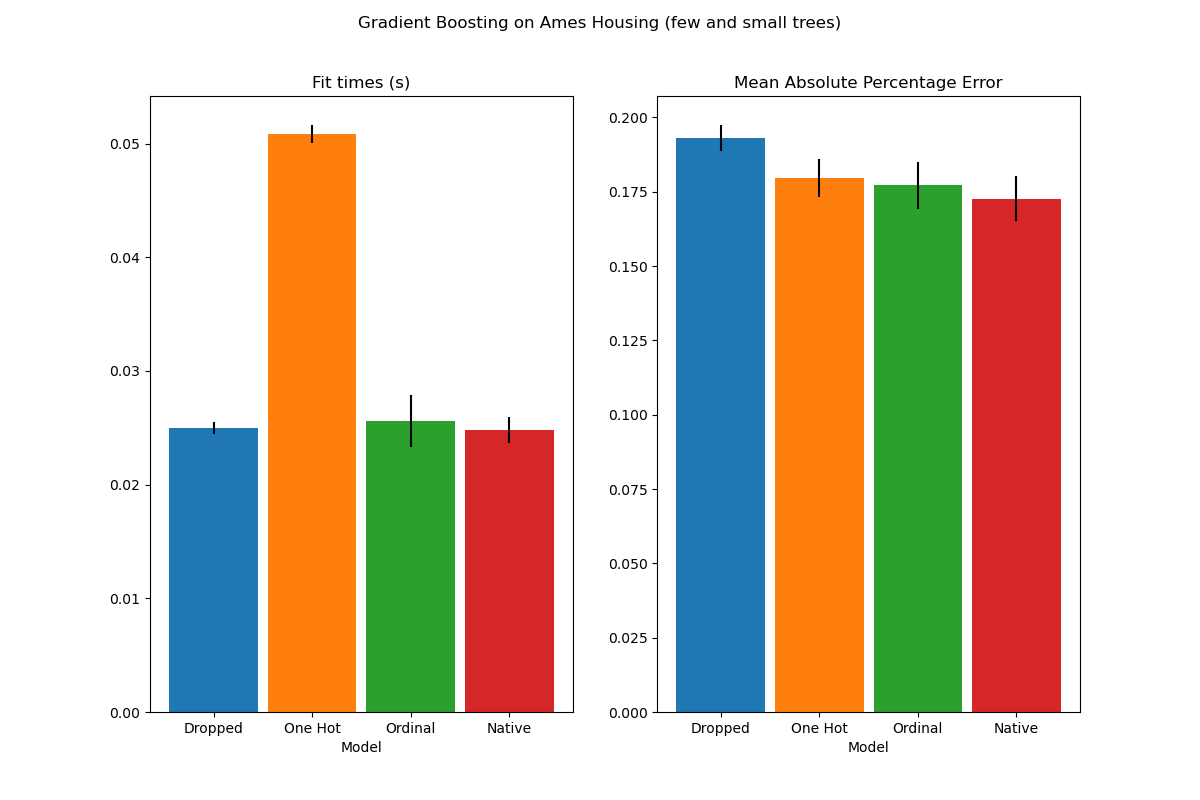 Gradient Boosting on Ames Housing (few and small trees)
Fit times (s)
0.05
0.04
0.03
0.02
0.01
0.00
Dropped One Hot Ordinal Native
Model
Mean Absolute Percentage Error
0.200
0.175
0.150
0.125
0.100
0.075
0.050
0.025
0.000
Dropped One Hot Ordinal Native
Model